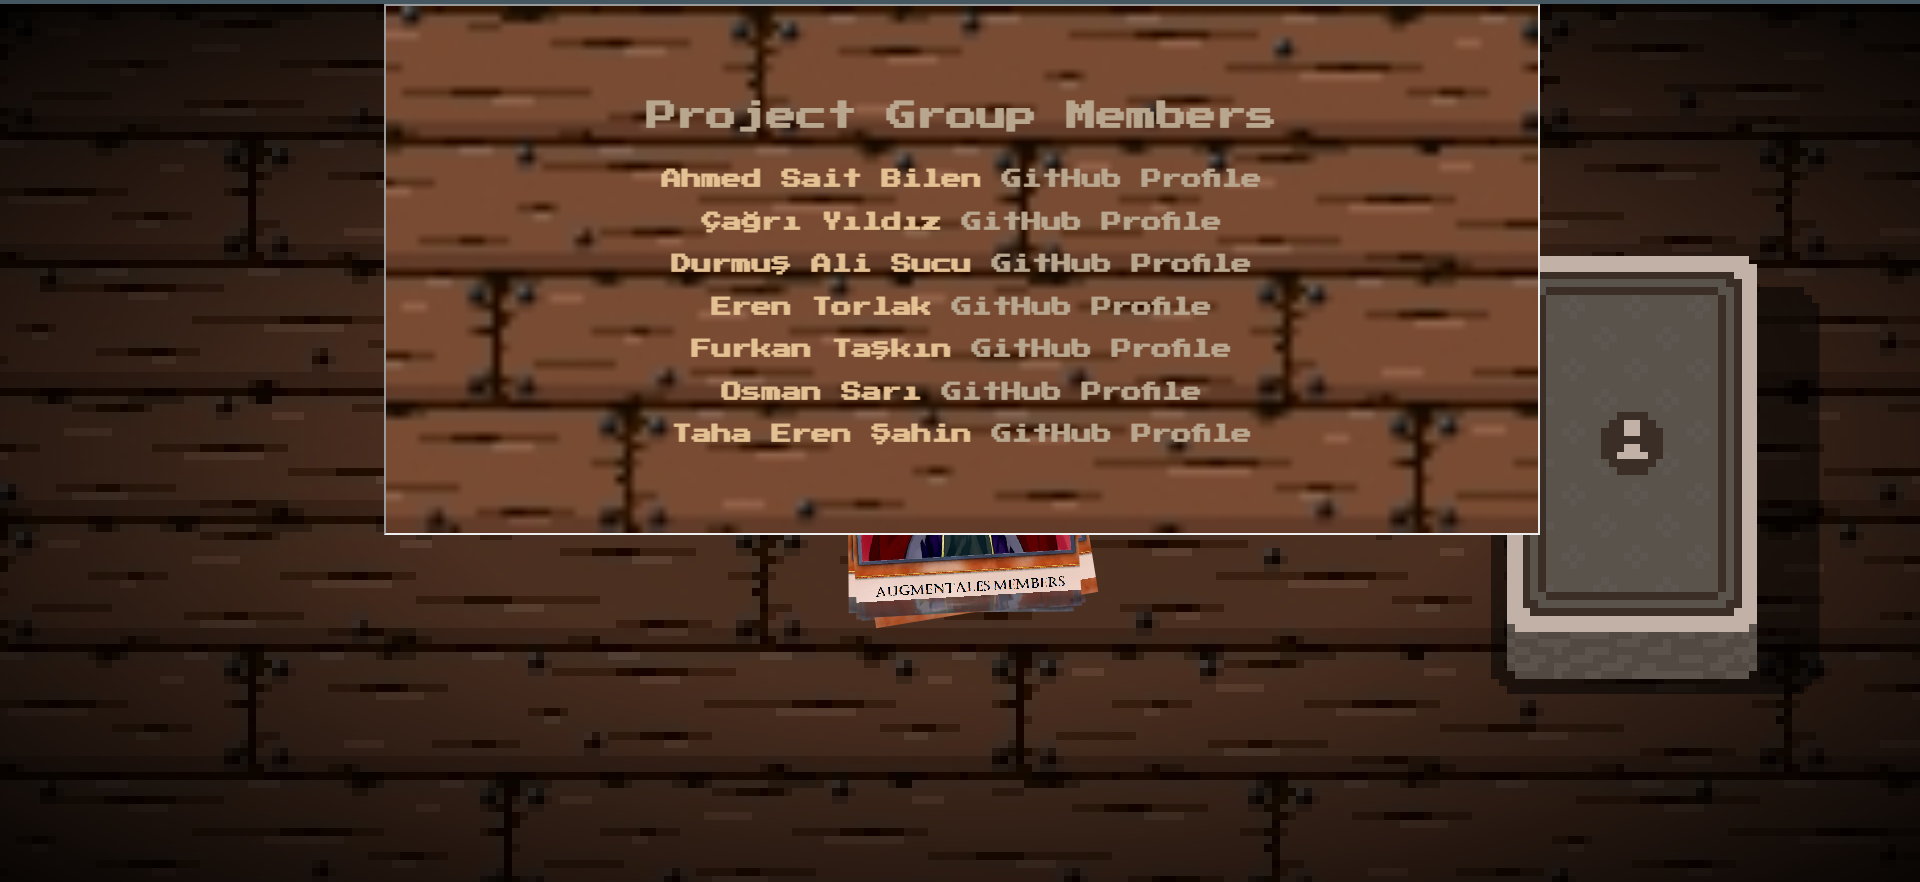 Project Group Members
Ahmed Sait Bilen GitHub Profile
Çağrı Yıldız GitHub Profile
Durmuş Ali Sucu GitHub Profile
Eren Torlak GitHub Profile
Furkan Taşkın GitHub Profile
Osman Sarı GitHub Profile
Taha Eren Şahin GitHub Profile
AUGMENTALES MEMBERS